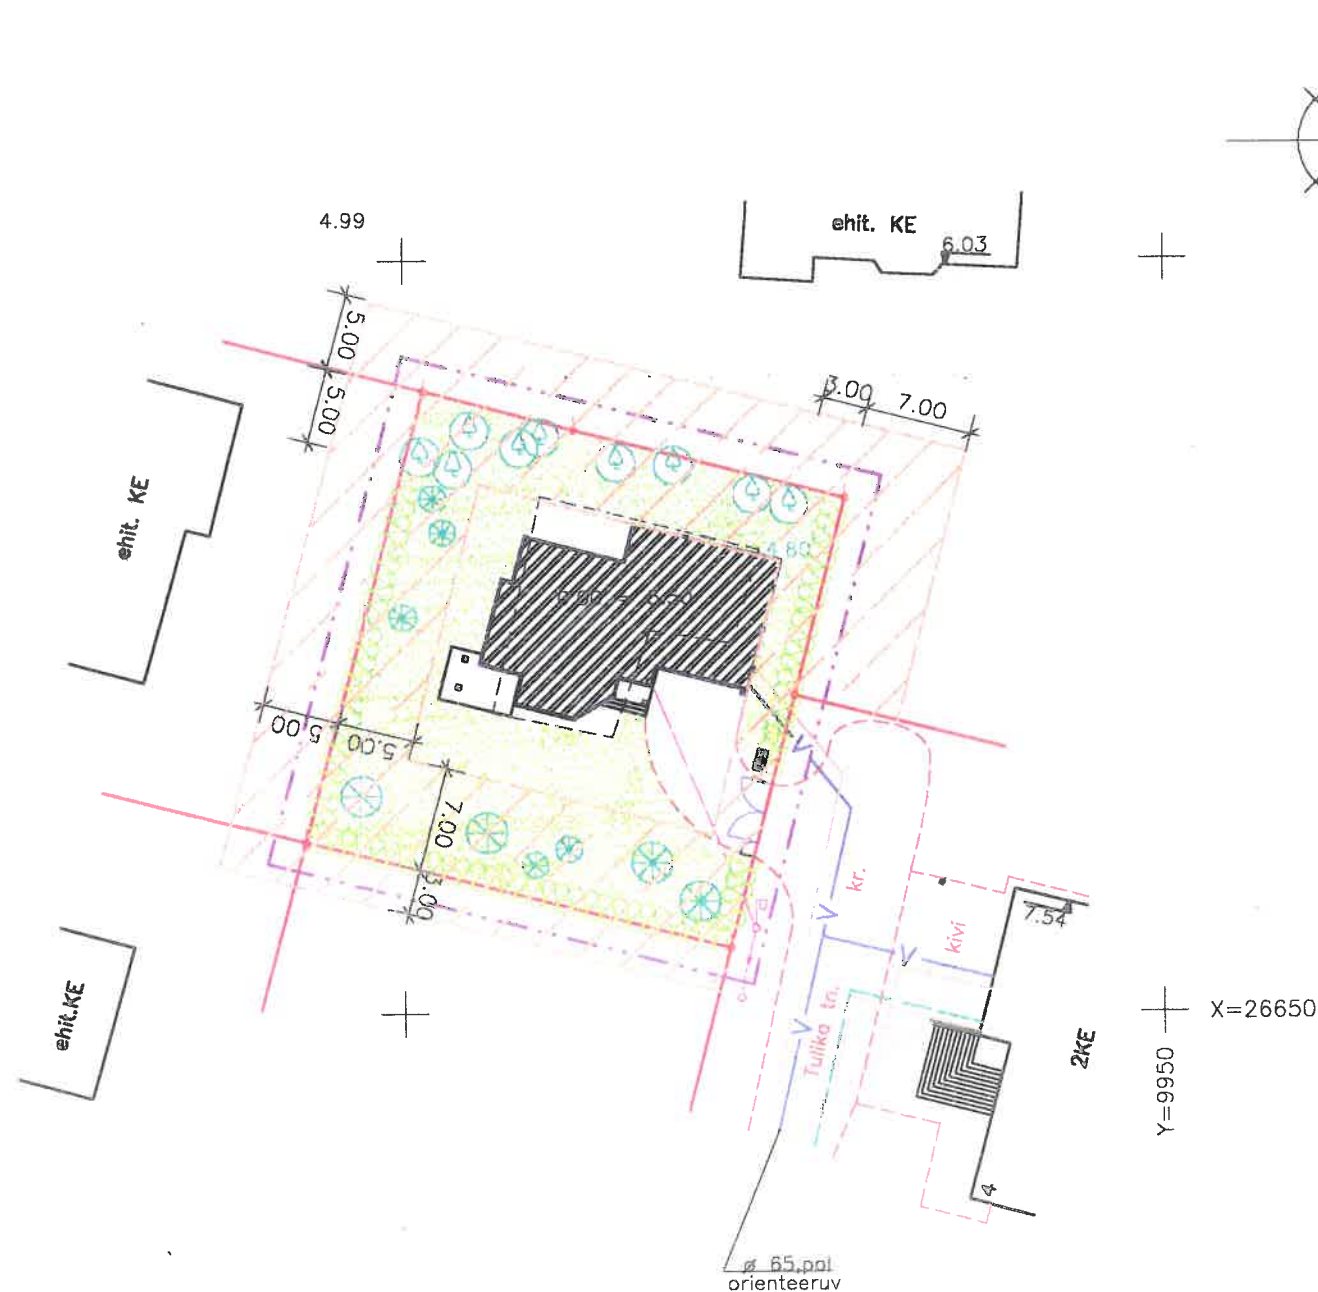 4.99
ehit. KE
6.03
5.00
5.00
3.00
7.00
ehit. KE
4.80
5.00
5.00
7.00
3.00
V
kr.
V
kivi
7.54
V
ehit.KE
V
Tulika tn.
2KE
X=26650
Y=9950
4
ø 65,pol
orienteeruv